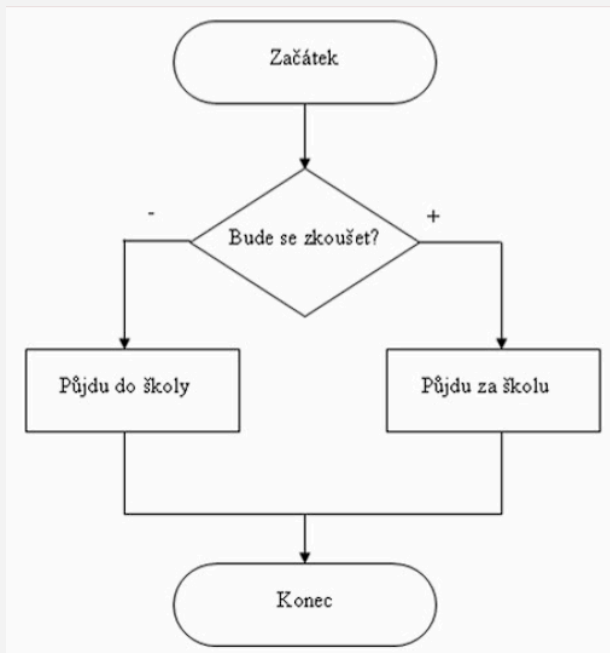 Začátek
-
+
Bude se zkoušet?
Půjdu do školy
Půjdu za školu
Konec